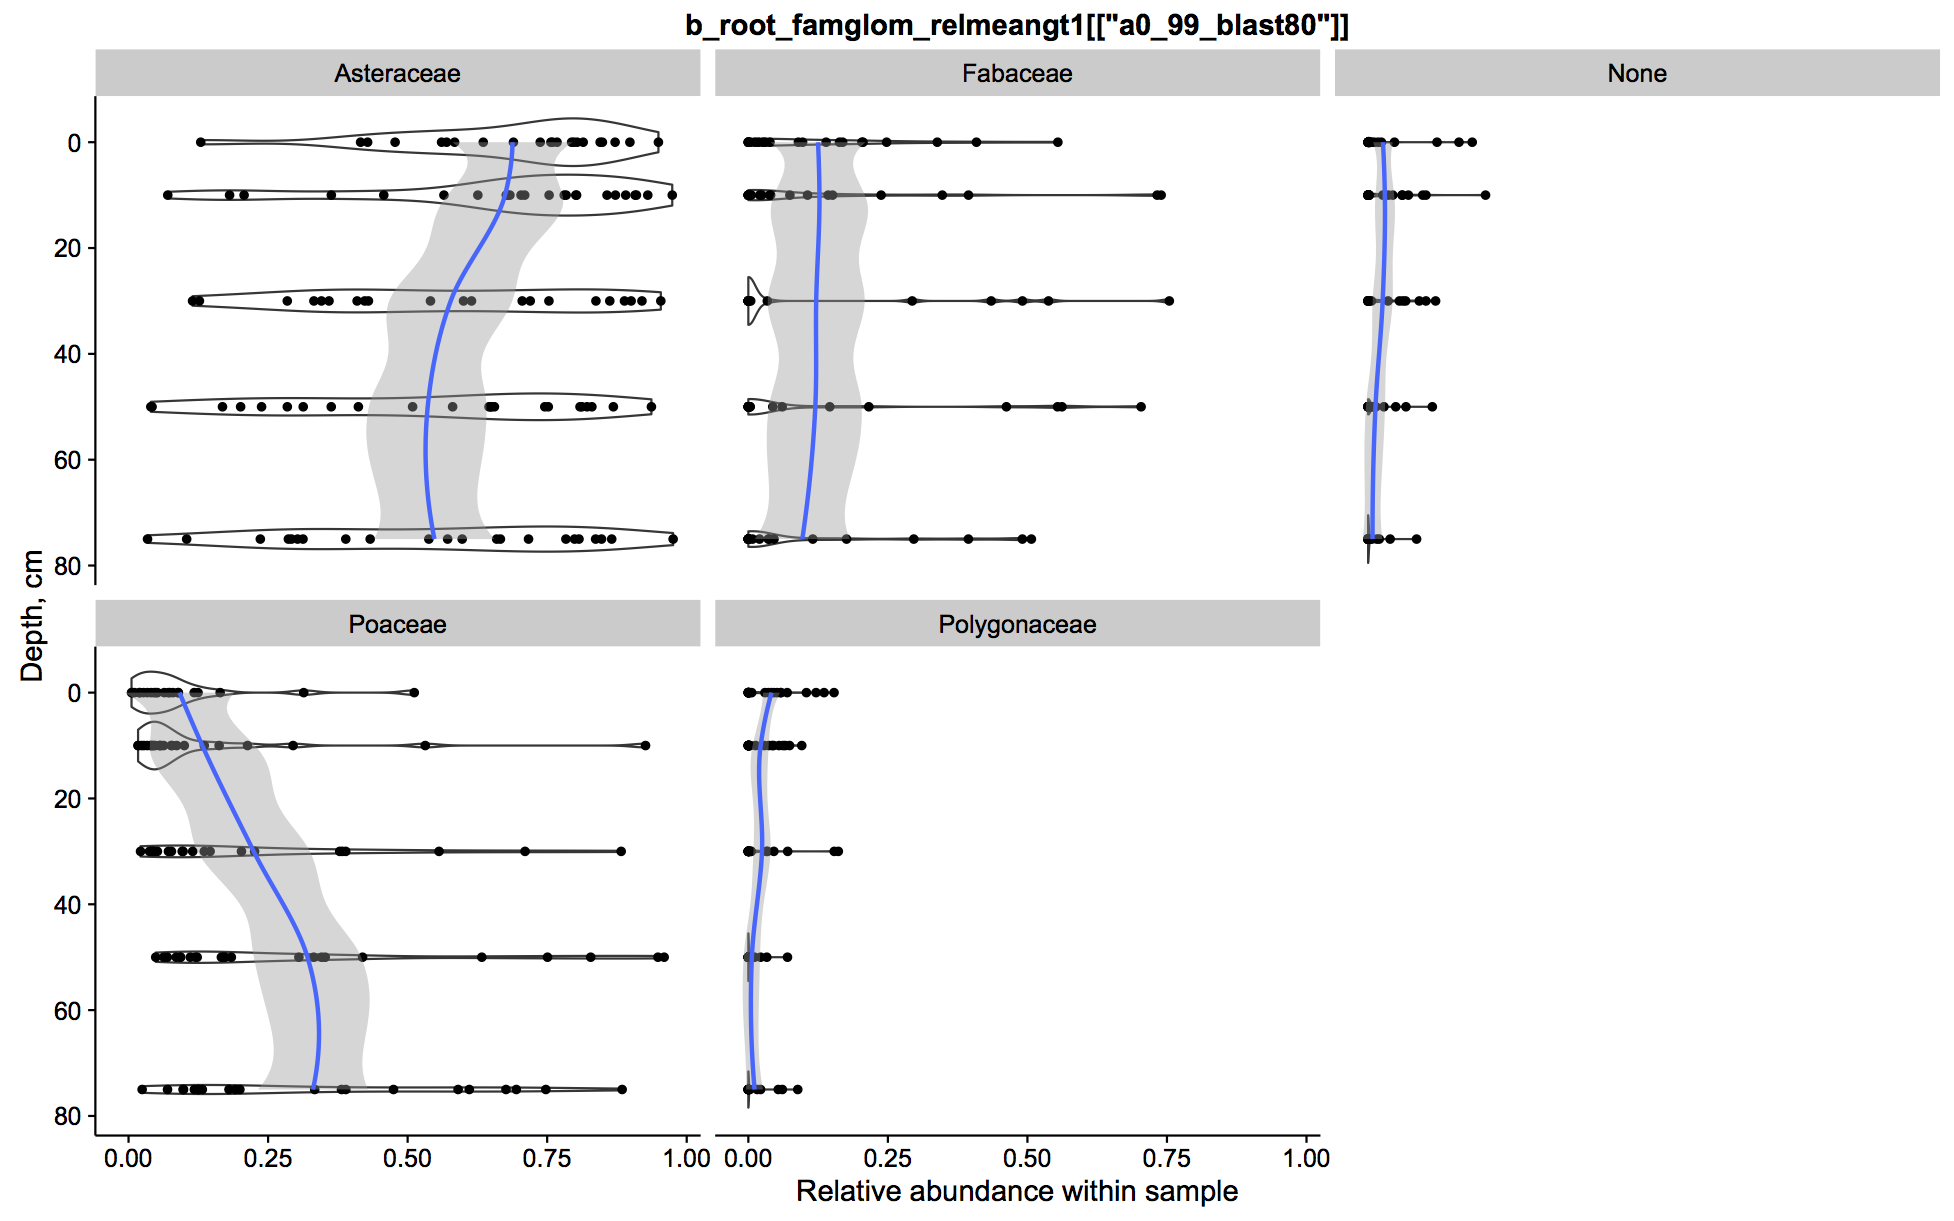 b_root_famglom_relmeangt1[["a0_99_blast80"]]
Asteraceae
Fabaceae
None
0
20
40
60
80
Poaceae
Polygonaceae
0
20
40
60
80
Depth, cm
0.00
0.25
0.50
0.75
1.00
0.00
0.25
0.50
0.75
1.00
Relative abundance within sample